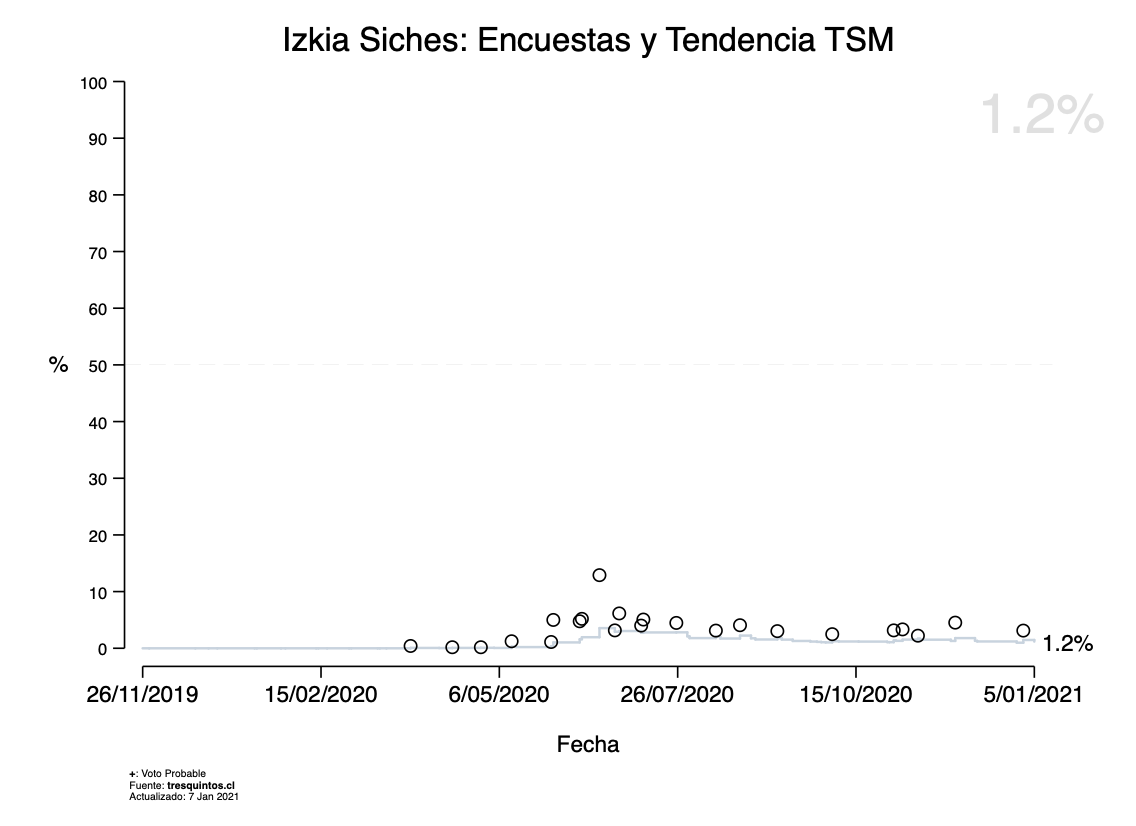 Izkia Siches: Encuestas y Tendencia TSM
1.2%
100
90
80
70
60
% 50
40
30
20
10
0
1.2%
26/11/2019 15/02/2020 6/05/2020 26/07/2020 15/10/2020 5/01/2021
Fecha
+: Voto Probable
Fuente: tresquintos.cl
Actualizado: 7 Jan 2021